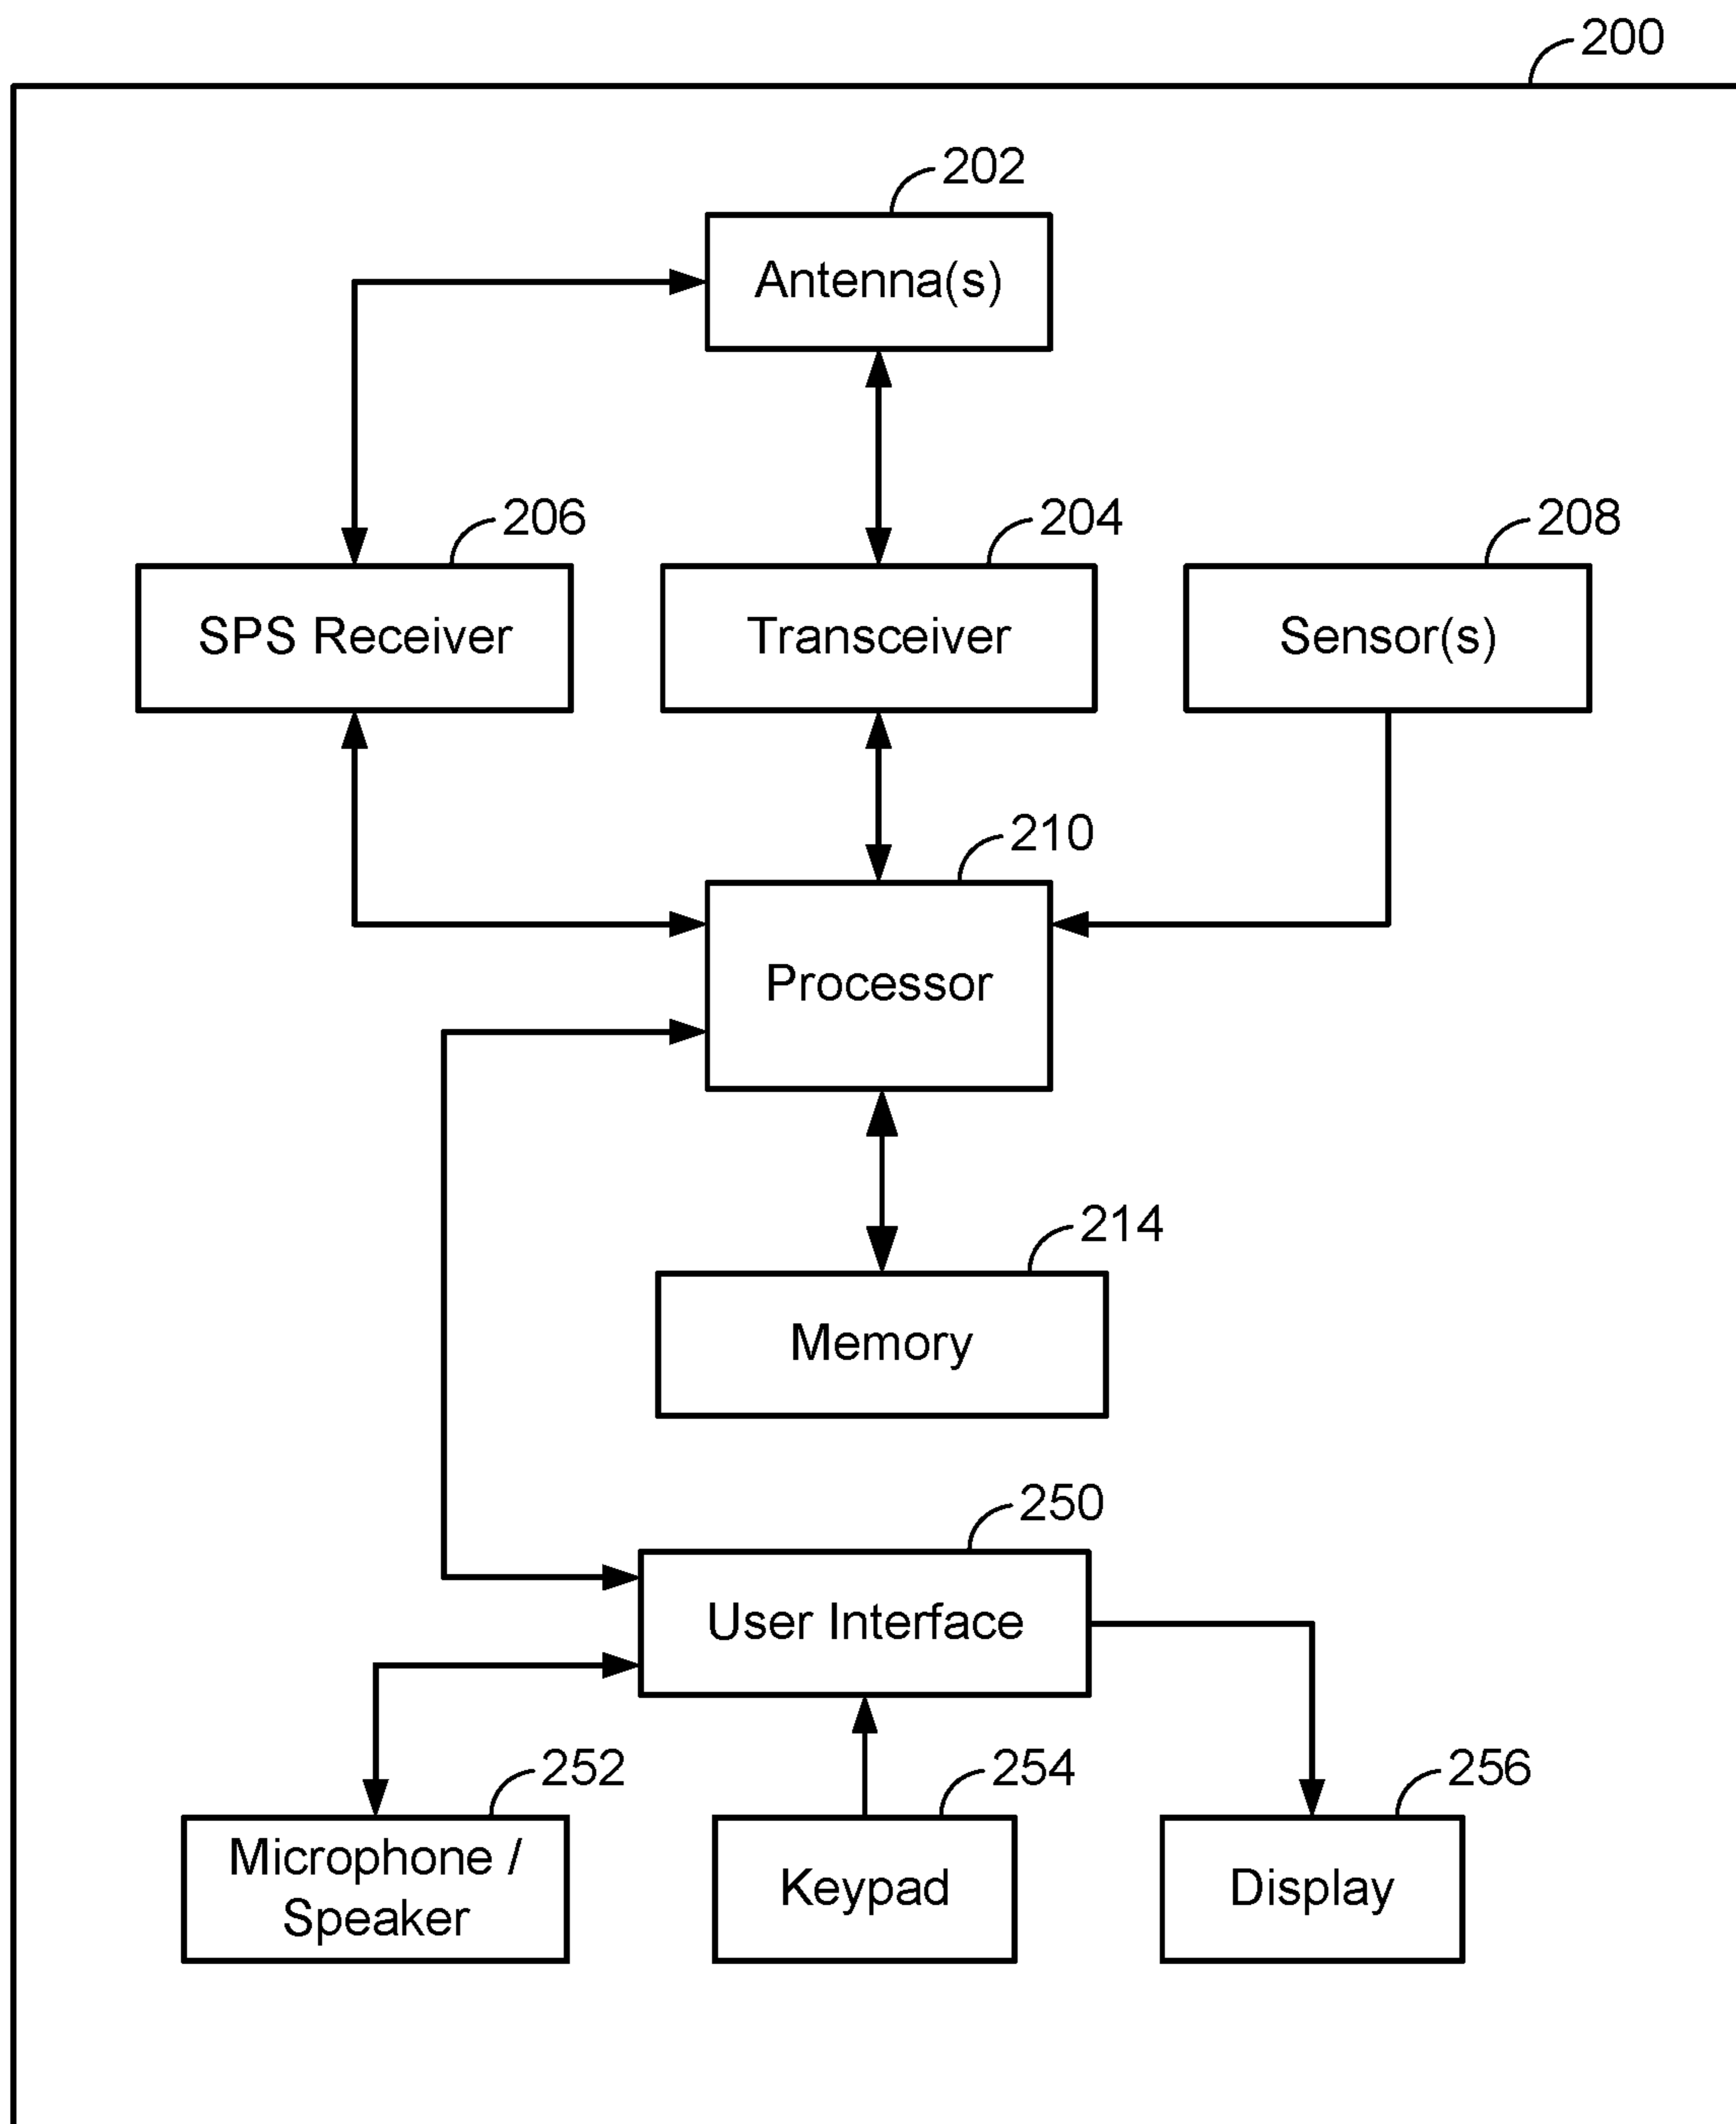 200
202
Antenna(s)
206
204
208
SPS Receiver
Transceiver
Sensor(s)
210
Processor
214
Memory
250
User Interface
252
254
256
Microphone /
Speaker
Keypad
Display